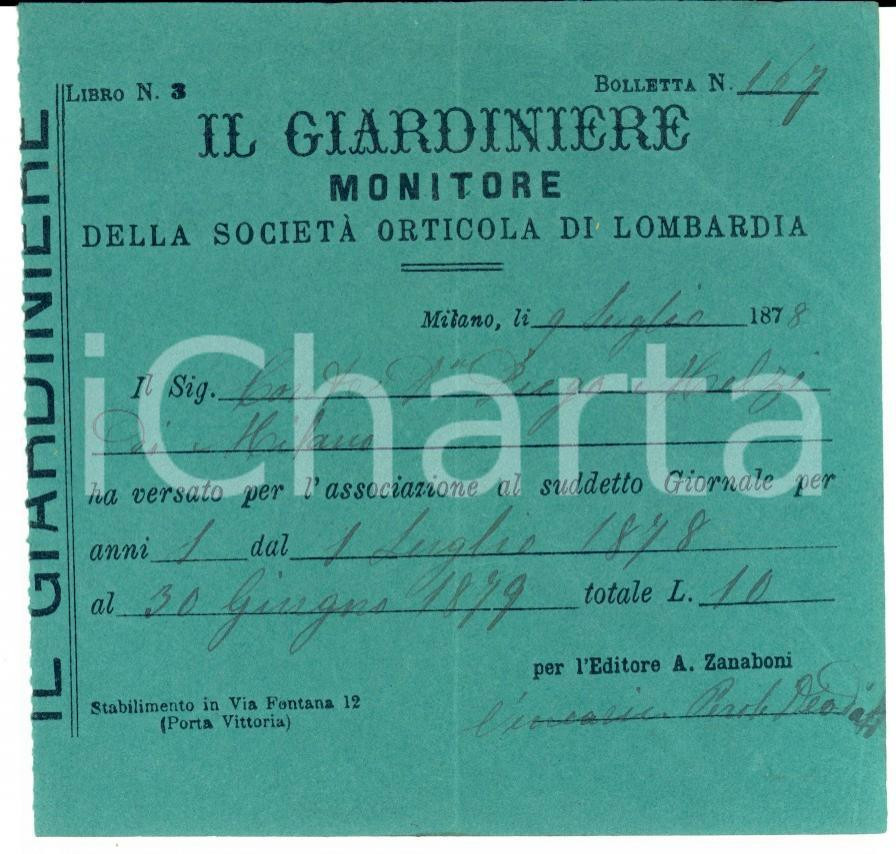 IL GIARDINIERE
LIBRO N. 3
BOLLETTA N. 167
IL GIARDINIERE
MONITORE
DELLA SOCIETÀ ORTICOLA DI LOMBARDIA
Milano, li 9 Luglio 1878
Il Sig. Conte Dn Diego Melzi
di Milano
ha versato per l'associazione al suddetto Giornale per
anni 1 dal 1 Luglio 1878
al 30 Giugno 1879 totale L. 10
per l'Editore A. Zanaboni
Stabilimento in Via Fontana 12
(Porta Vittoria)
iCharta